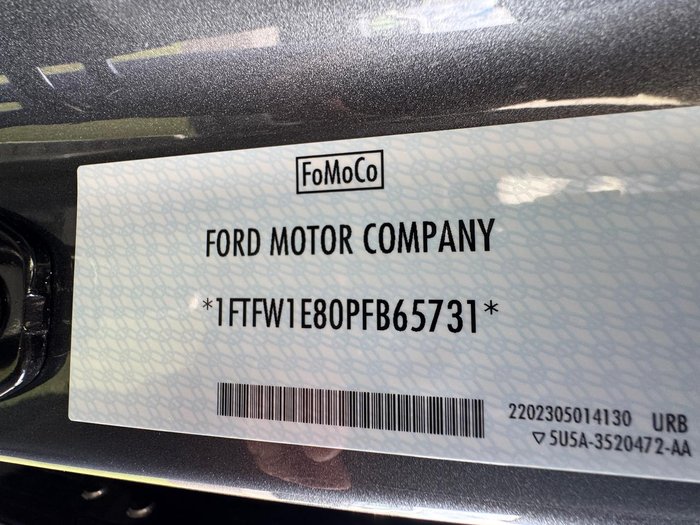 FoMoCo
FORD MOTOR COMPANY
*1FTFW1E80PFB65731*
2202305014130 URB
▽5U5A-3520472-AA